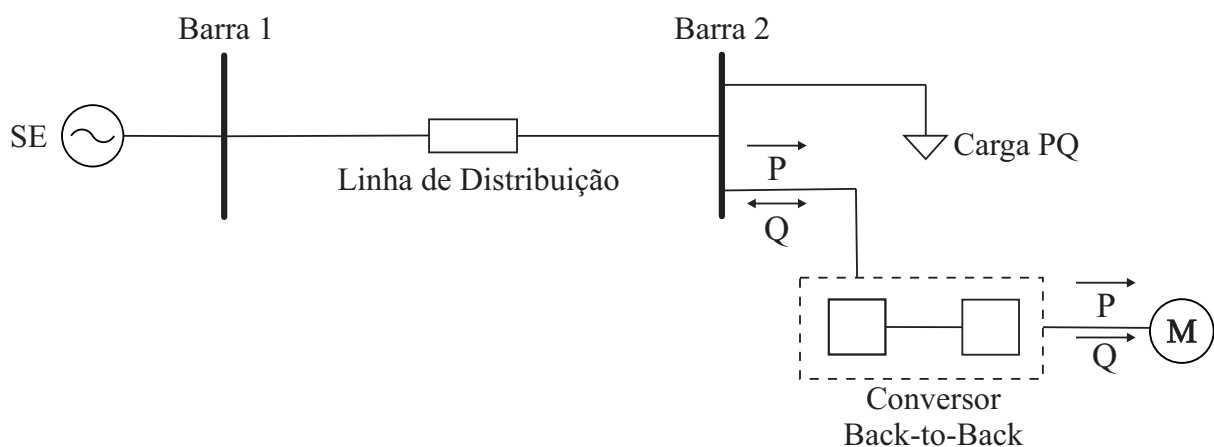 Barra 1
Barra 2
SE
Linha de Distribuição
P
Q
Carga PQ
P
Q
M
Conversor
Back-to-Back